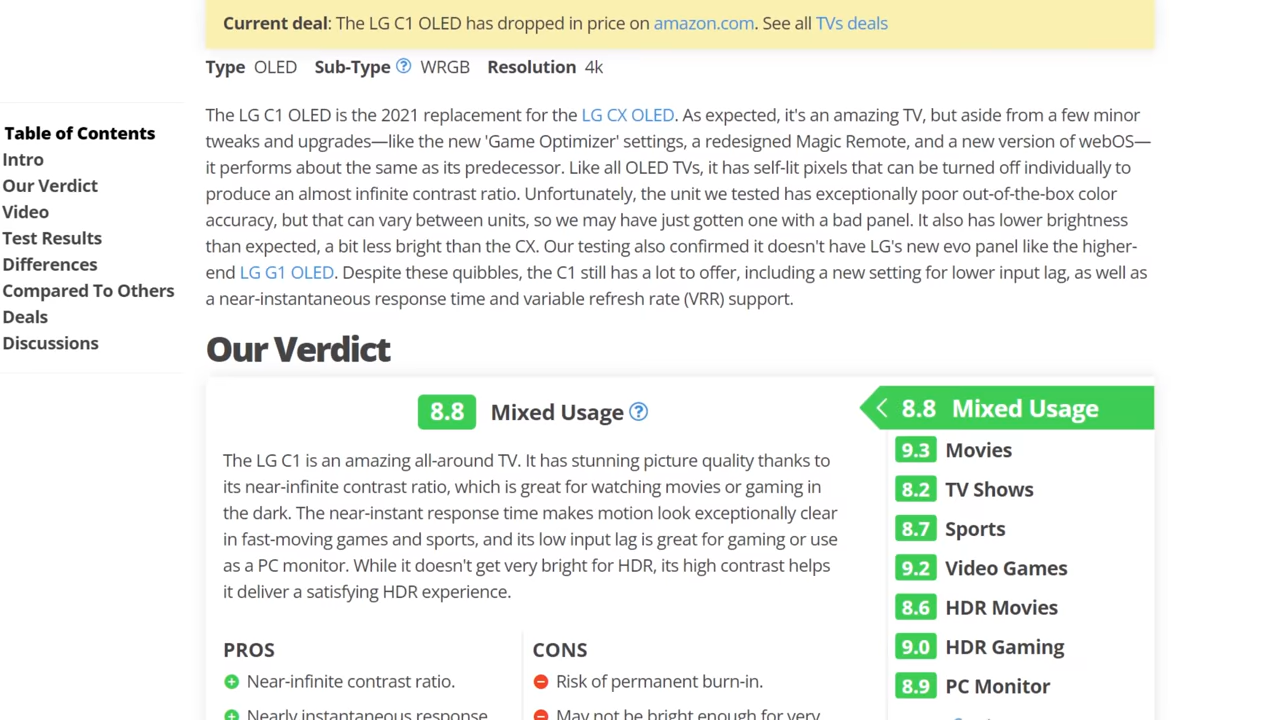 Current deal: The LG C1 OLED has dropped in price on amazon.com. See all TVs deals
Type OLED Sub-Type ? WRGB Resolution 4k
Table of Contents
Intro
Our Verdict
Video
Test Results
Differences
Compared To Others
Deals
Discussions
The LG C1 OLED is the 2021 replacement for the LG CX OLED. As expected, it's an amazing TV, but aside from a few minor
tweaks and upgrades—like the new 'Game Optimizer' settings, a redesigned Magic Remote, and a new version of webOS—
it performs about the same as its predecessor. Like all OLED TVs, it has self-lit pixels that can be turned off individually to
produce an almost infinite contrast ratio. Unfortunately, the unit we tested has exceptionally poor out-of-the-box color
accuracy, but that can vary between units, so we may have just gotten one with a bad panel. It also has lower brightness
than expected, a bit less bright than the CX. Our testing also confirmed it doesn't have LG's new evo panel like the higher-
end LG G1 OLED. Despite these quibbles, the C1 still has a lot to offer, including a new setting for lower input lag, as well as
a near-instantaneous response time and variable refresh rate (VRR) support.
Our Verdict
8.8 Mixed Usage ?
The LG C1 is an amazing all-around TV. It has stunning picture quality thanks to
its near-infinite contrast ratio, which is great for watching movies or gaming in
the dark. The near-instant response time makes motion look exceptionally clear
in fast-moving games and sports, and its low input lag is great for gaming or use
as a PC monitor. While it doesn't get very bright for HDR, its high contrast helps
it deliver a satisfying HDR experience.
PROS
Near-infinite contrast ratio.
Nearly instantaneous response
CONS
Risk of permanent burn-in.
May not be bright enough for very
8.8 Mixed Usage
9.3 Movies
8.2 TV Shows
8.7 Sports
9.2 Video Games
8.6 HDR Movies
9.0 HDR Gaming
8.9 PC Monitor